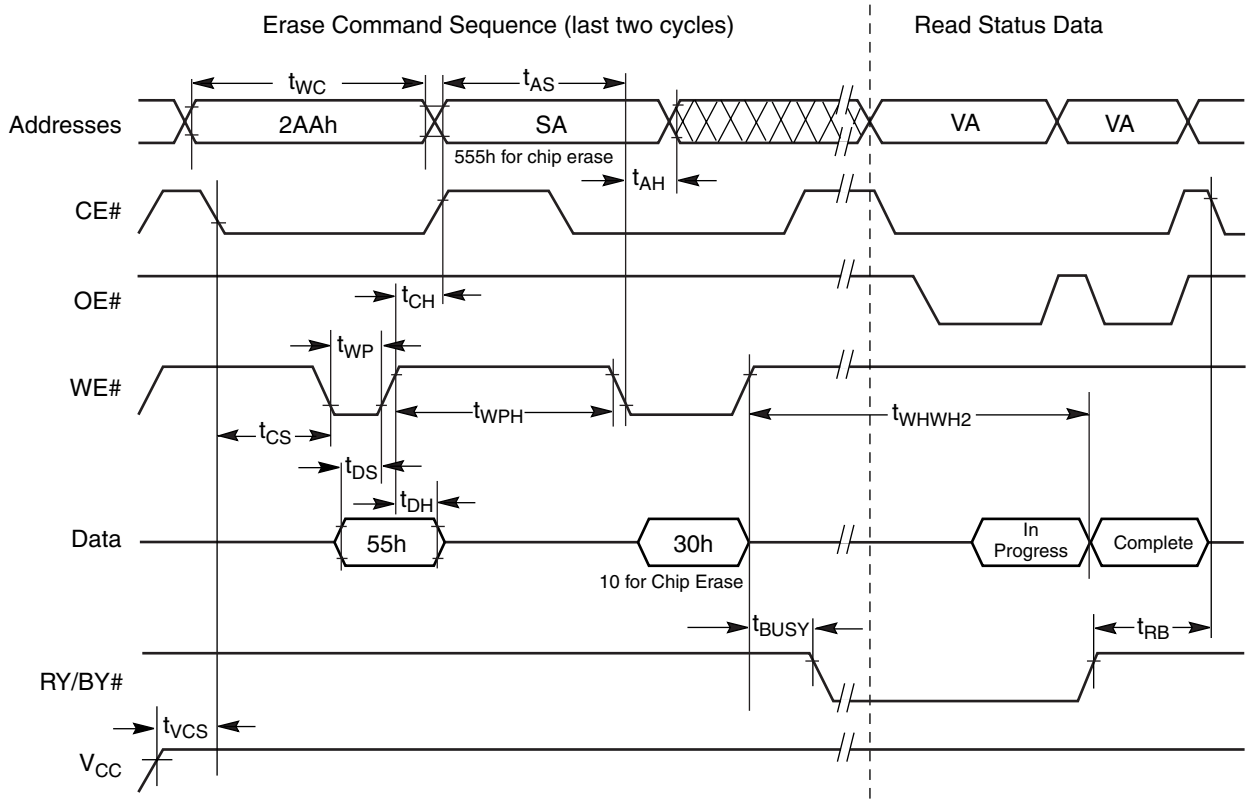 Erase Command Sequence (last two cycles)
Read Status Data
tWC
tAS
Addresses
2AAh
SA
VA
VA
555h for chip erase
tAH
CE#
OE#
tCH
tWP
WE#
tWPH
tWHWH2
tCS
tDS
tDH
Data
55h
30h
In
Progress
Complete
10 for Chip Erase
tBUSY
tRB
RY/BY#
tVCS
VCC